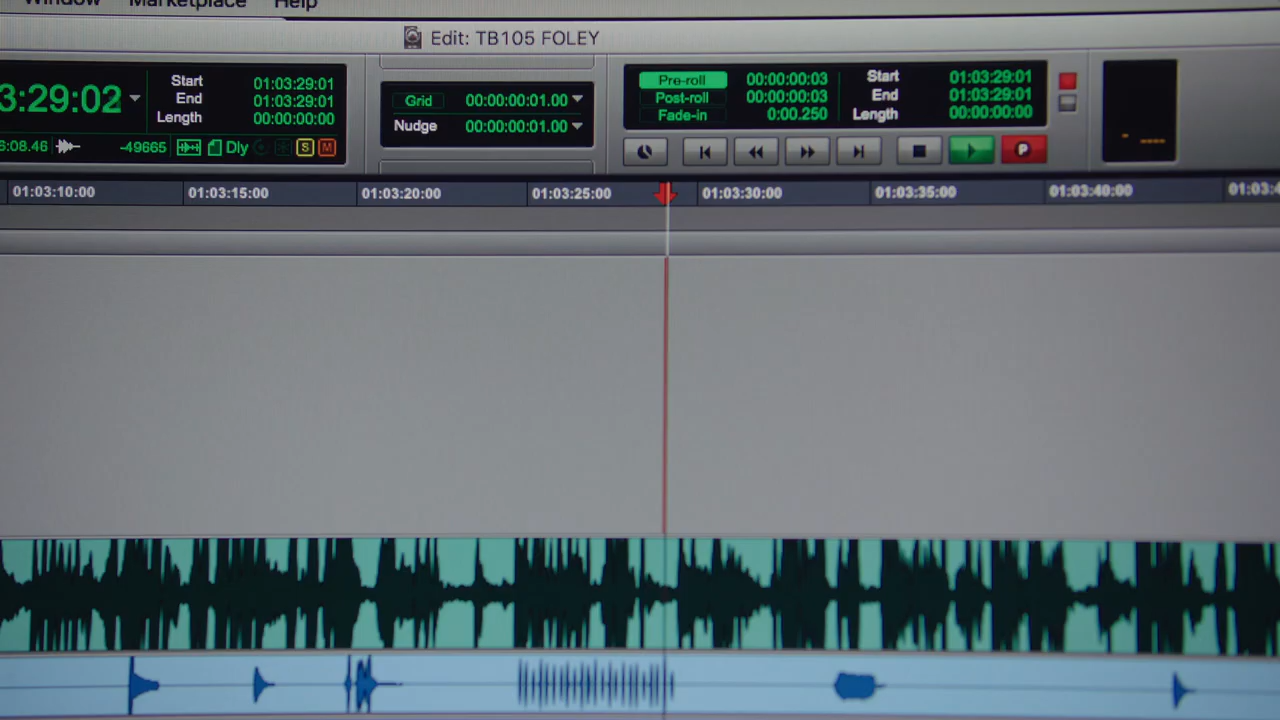 Window Marketplace Help
Edit: TB105 FOLEY
3:29:02
Start 01:03:29:01
End 01:03:29:01
Length 00:00:00:00
6:08.46 -49665 Dly S M
Grid 00:00:00:01.00
Nudge 00:00:00:01.00
Pre-roll 00:00:00:03
Post-roll 00:00:00:03
Fade-in 0:00.250
Start 01:03:29:01
End 01:03:29:01
Length 00:00:00:00
P
01:03:10:00 01:03:15:00 01:03:20:00 01:03:25:00 01:03:30:00 01:03:35:00 01:03:40:00 01:03:4